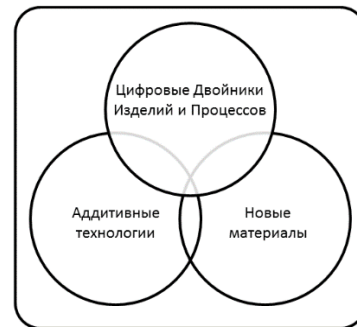 Цифровые Двойники
Изделий и Процессов
Аддитивные
технологии
Новые
материалы